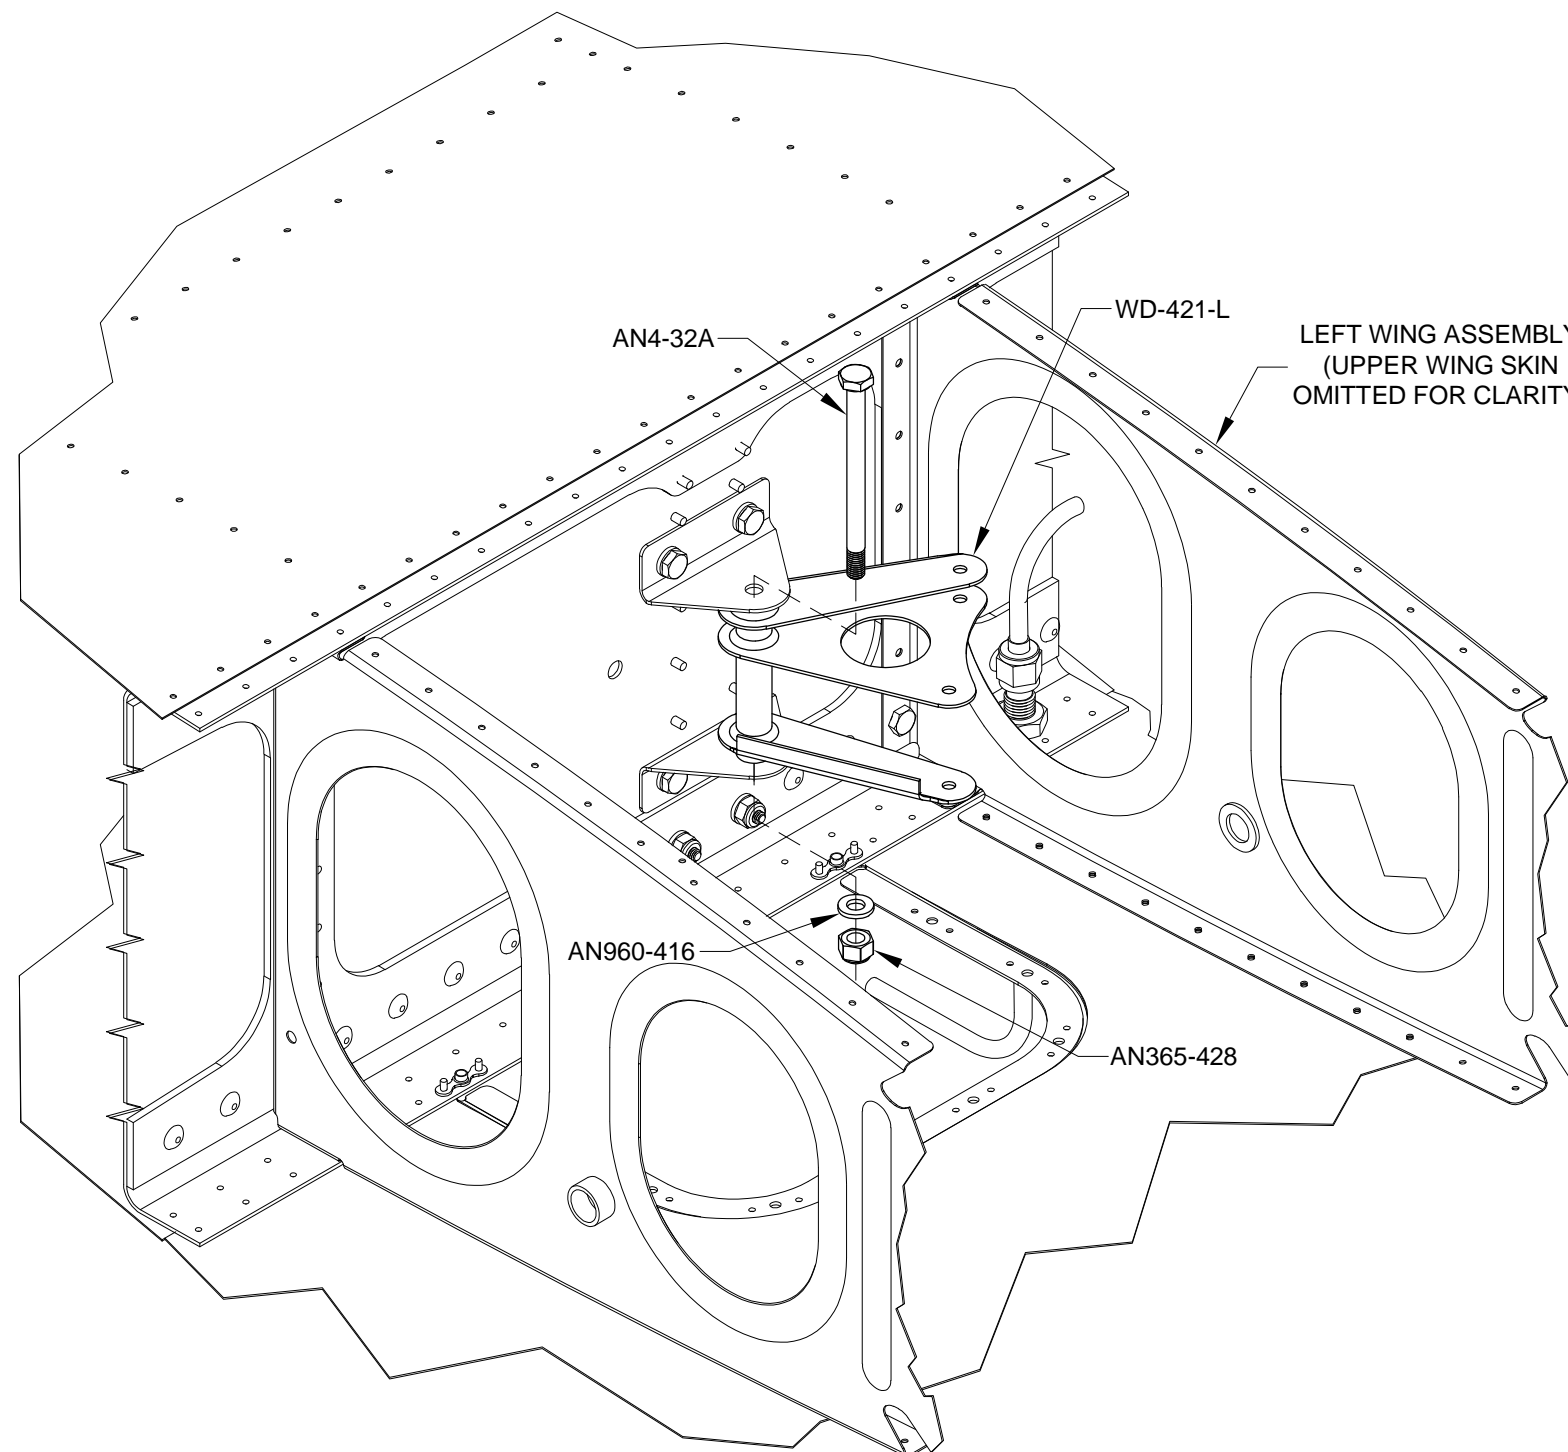 WD-421-L
AN4-32A
LEFT WING ASSEMBLY
(UPPER WING SKIN
OMITTED FOR CLARITY
AN960-416
AN365-428